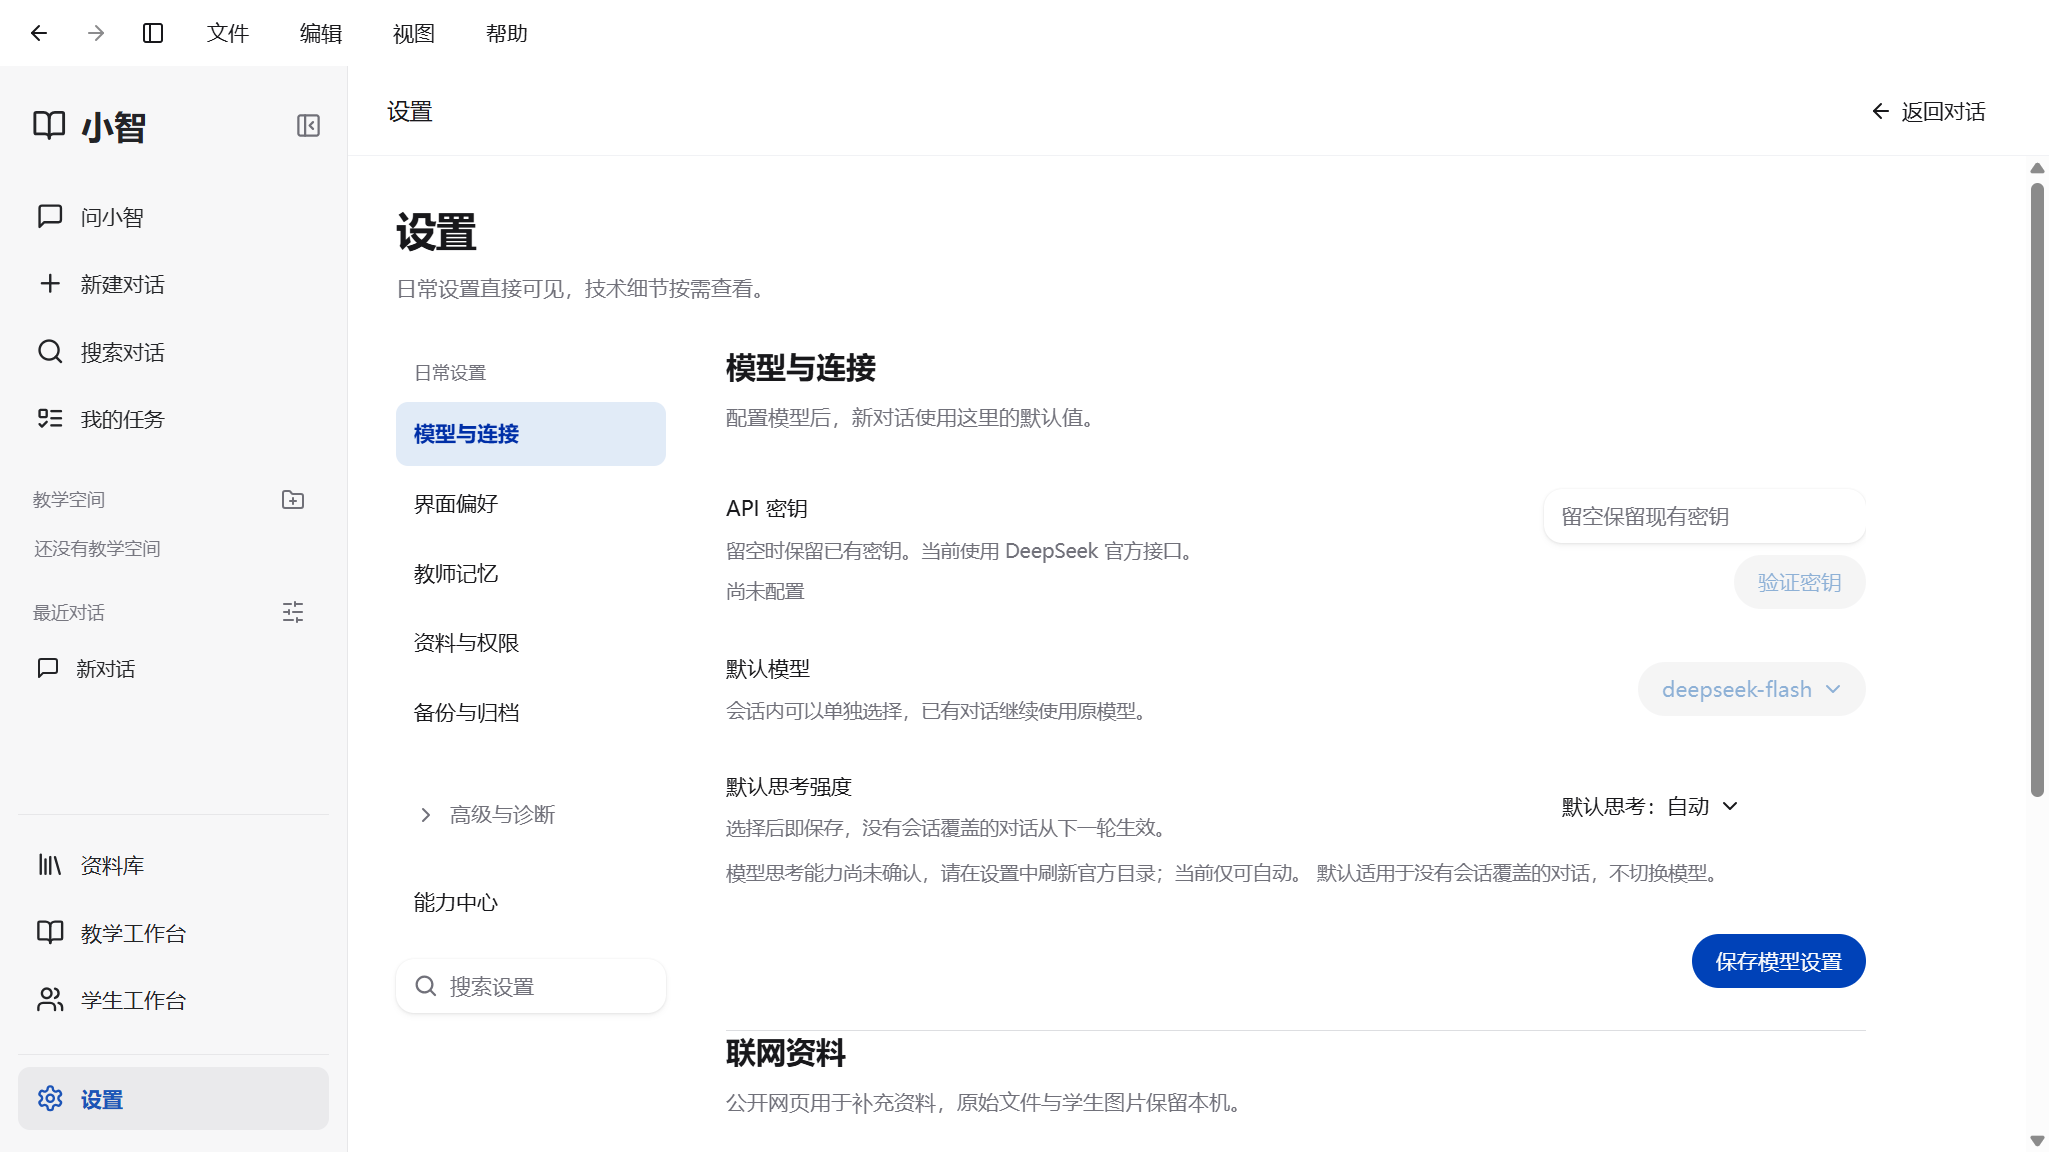 文件 编辑 视图 帮助
小智
问小智
新建对话
搜索对话
我的任务
教学空间
还没有教学空间
最近对话
新对话
资料库
教学工作台
学生工作台
设置
设置
返回对话
设置
日常设置直接可见，技术细节按需查看。
日常设置
模型与连接
界面偏好
教师记忆
资料与权限
备份与归档
高级与诊断
能力中心
搜索设置
模型与连接
配置模型后，新对话使用这里的默认值。
API 密钥
留空时保留已有密钥。当前使用 DeepSeek 官方接口。
尚未配置
留空保留现有密钥
验证密钥
默认模型
会话内可以单独选择，已有对话继续使用原模型。
deepseek-flash
默认思考强度
选择后即保存，没有会话覆盖的对话从下一轮生效。
默认思考：自动
模型思考能力尚未确认，请在设置中刷新官方目录；当前仅可自动。 默认适用于没有会话覆盖的对话，不切换模型。
保存模型设置
联网资料
公开网页用于补充资料，原始文件与学生图片保留本机。